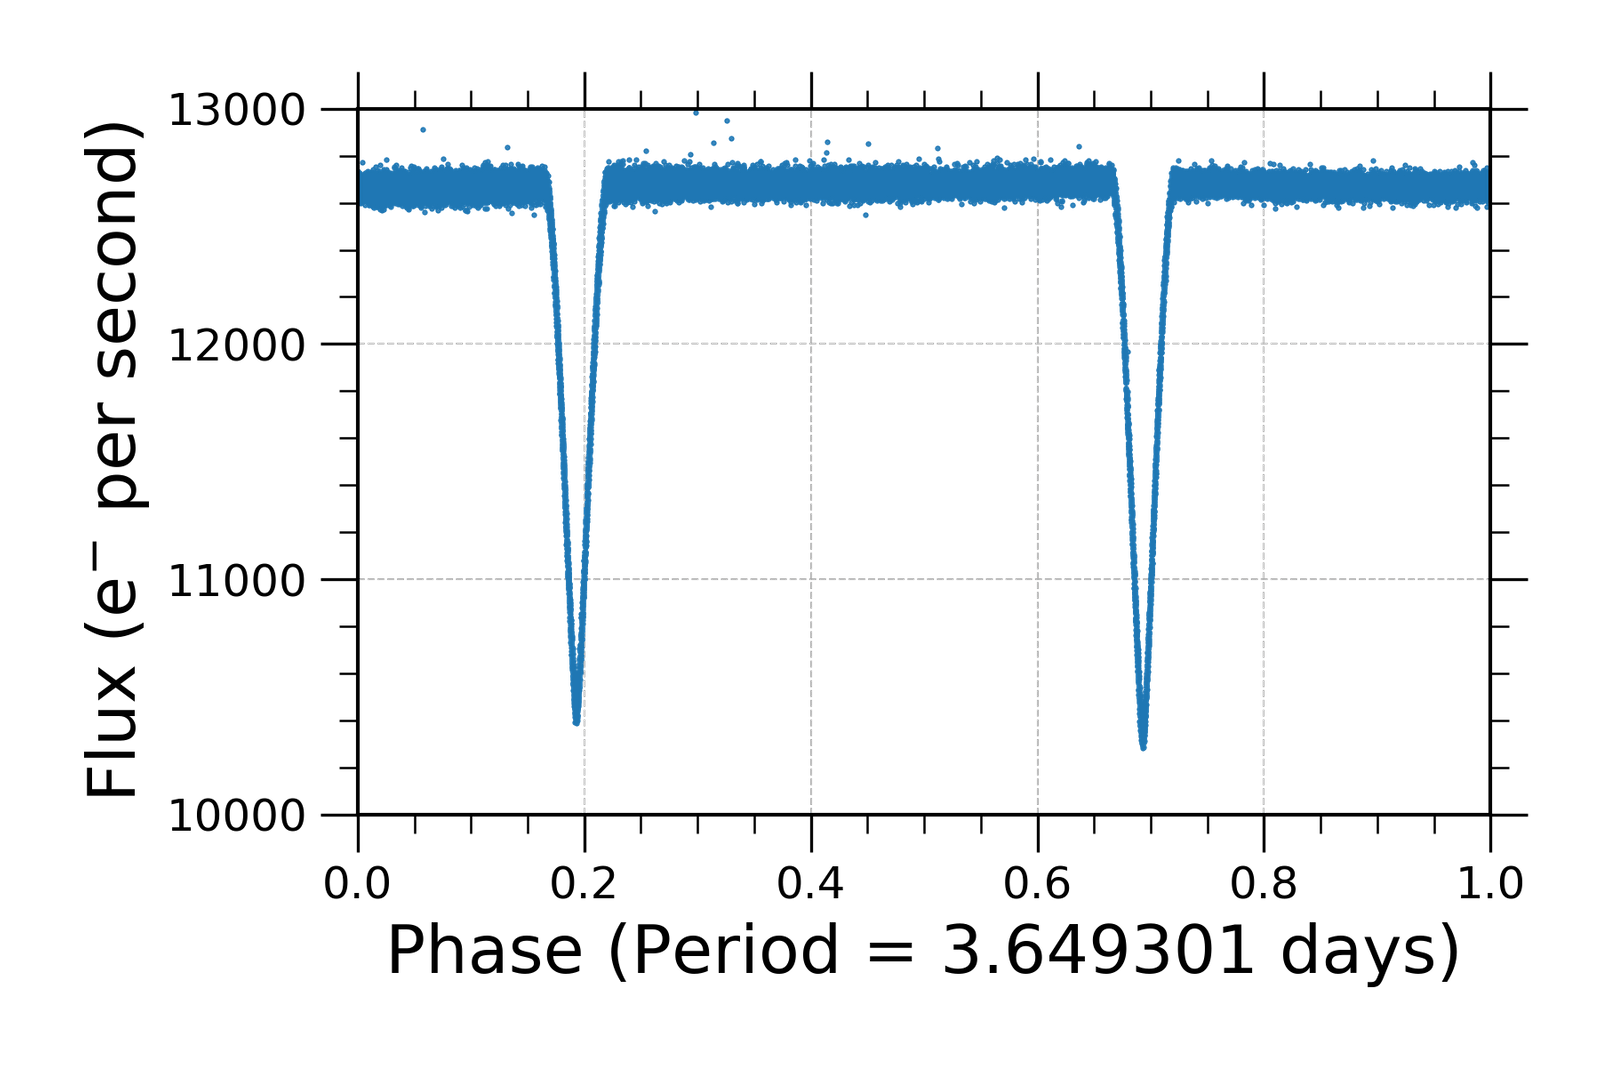 Flux (e⁻ per second)
13000
12000
11000
10000
0.0 0.2 0.4 0.6 0.8 1.0
Phase (Period = 3.649301 days)